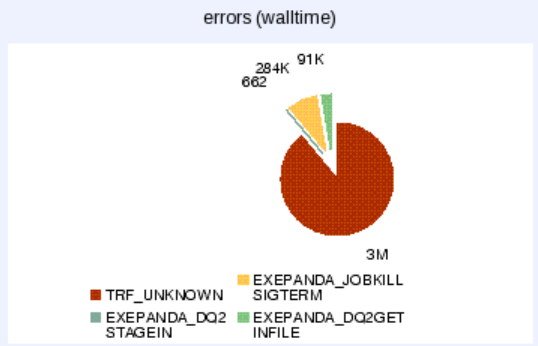 errors (walltime)
91K
284K
662
3M
TRF_UNKNOWN
EXEPANDA_JOBKILL
SIGTERM
EXEPANDA_DQ2
STAGEIN
EXEPANDA_DQ2GET
INFILE